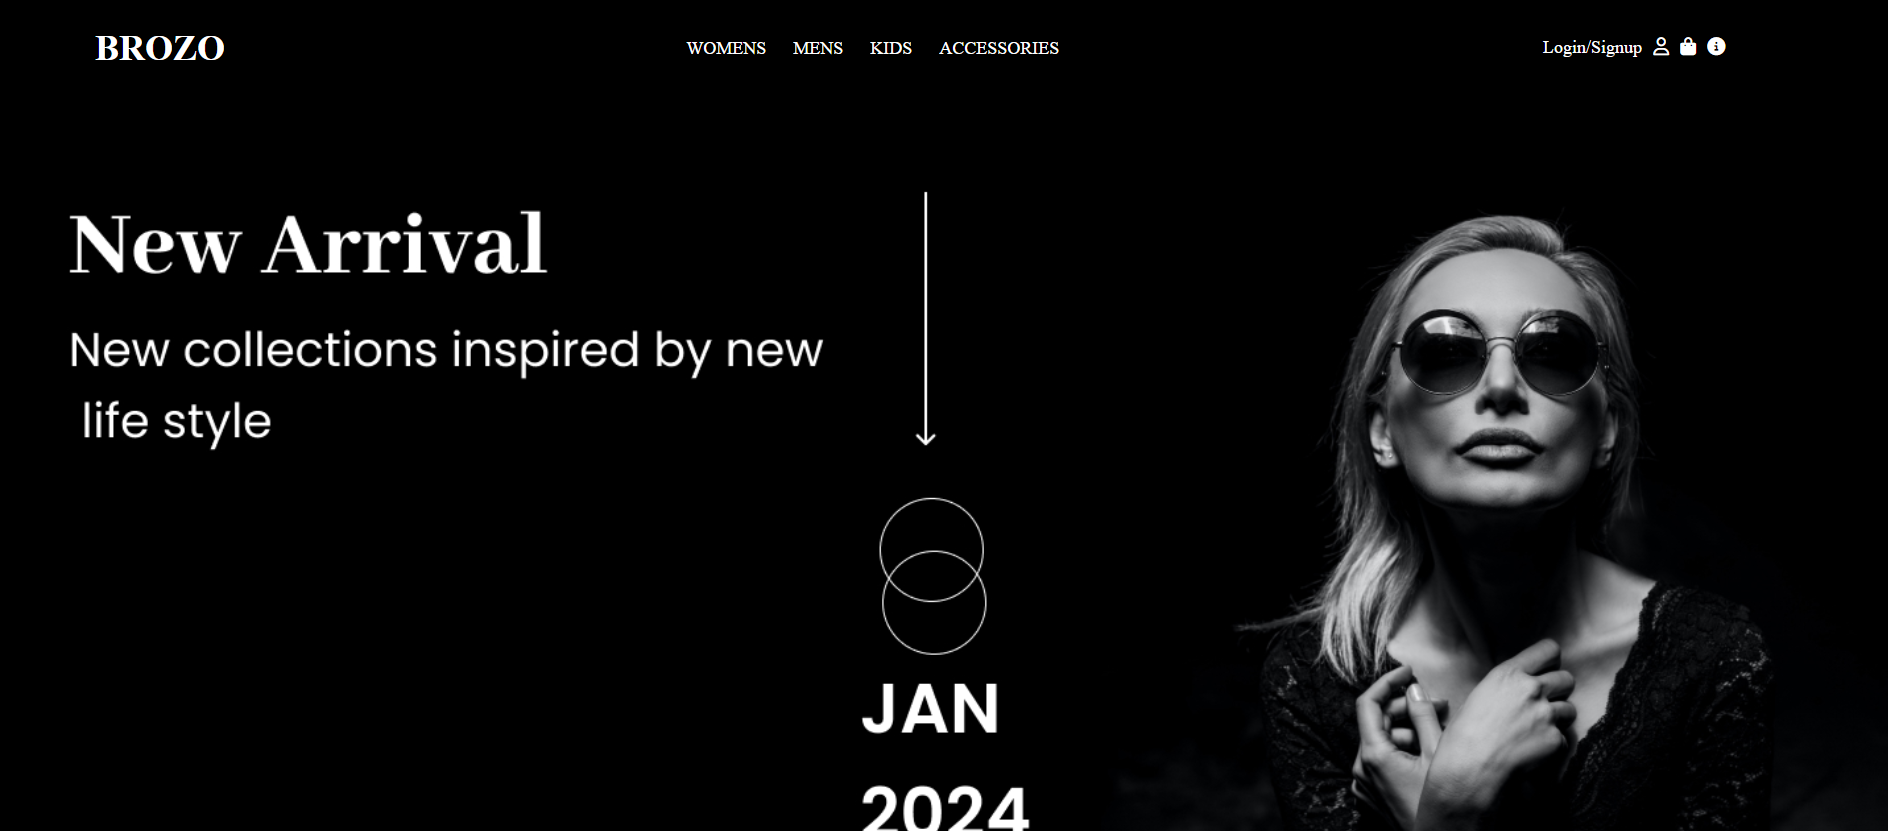 BROZO
WOMENS MENS KIDS ACCESSORIES
Login/Signup
New Arrival
New collections inspired by new
life style
JAN
2024